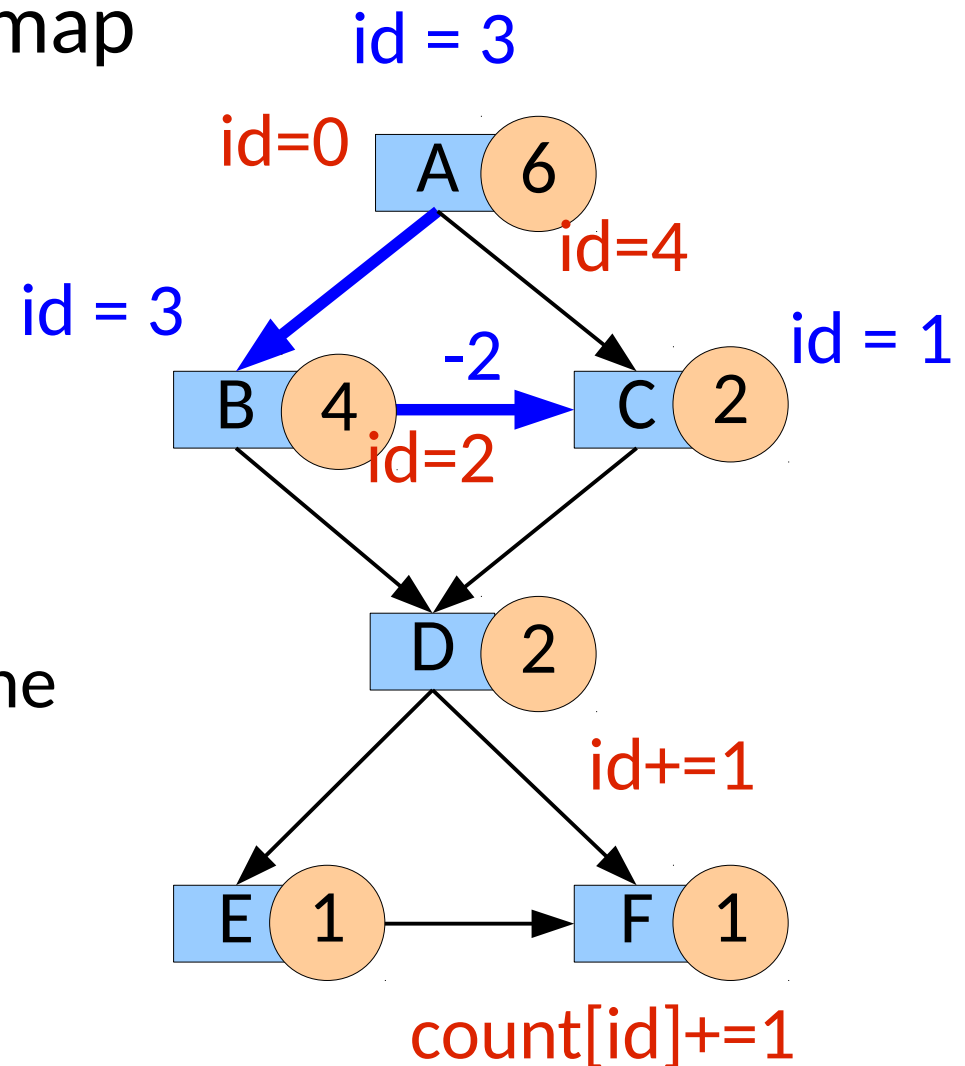 map
id = 3
id=0
A 6
id=4
id = 3
-2
id = 1
B 4
C 2
id=2
D 2
ne
id+=1
E 1
F 1
count[id]+=1